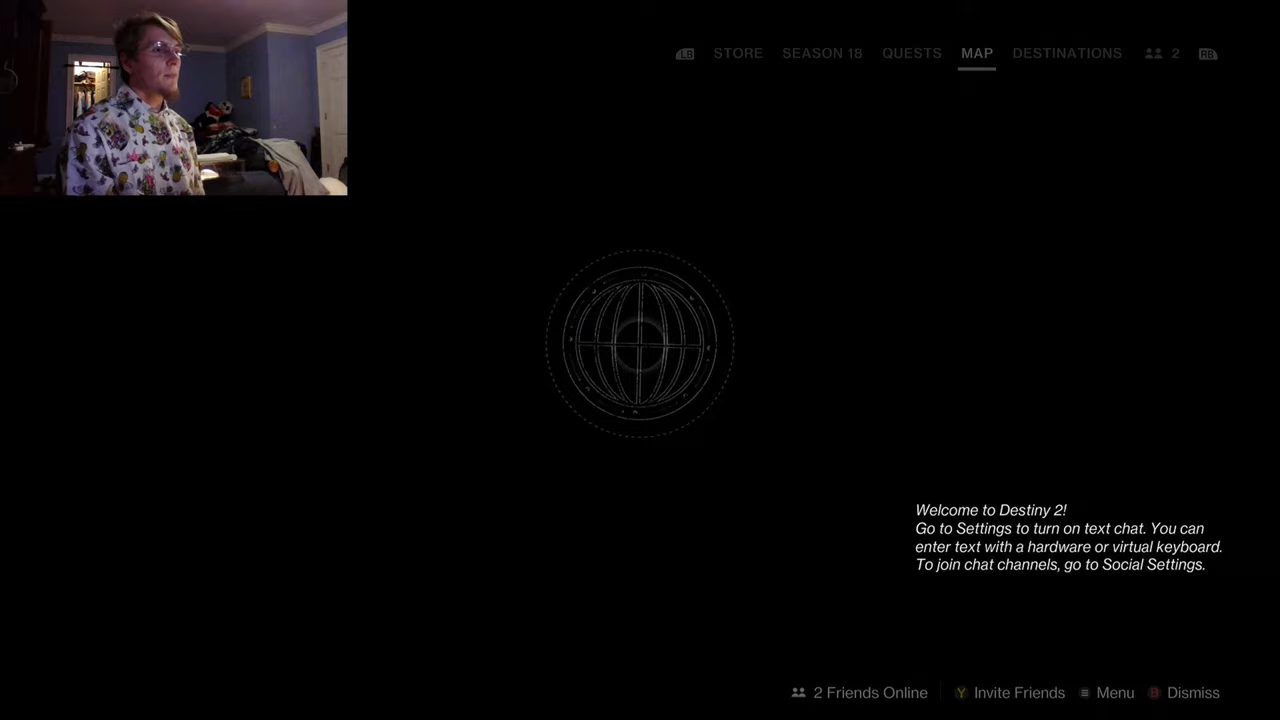 LB STORE SEASON 18 QUESTS MAP DESTINATIONS 2 RB
Welcome to Destiny 2!
Go to Settings to turn on text chat. You can
enter text with a hardware or virtual keyboard.
To join chat channels, go to Social Settings.
2 Friends Online Y Invite Friends Menu B Dismiss